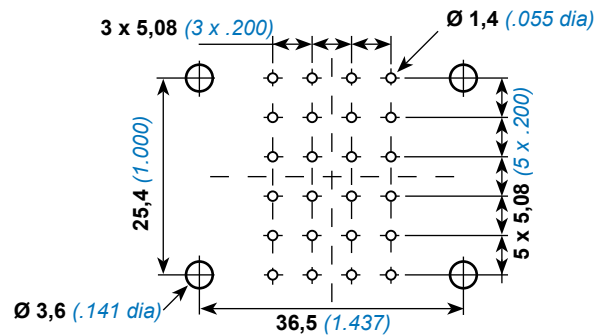 3 x 5,08 (3 x .200)
Ø 1,4 (.055 dia)
25,4 (1.000)
5 x 5,08 (5 x .200)
Ø 3,6 (.141 dia)
36,5 (1.437)